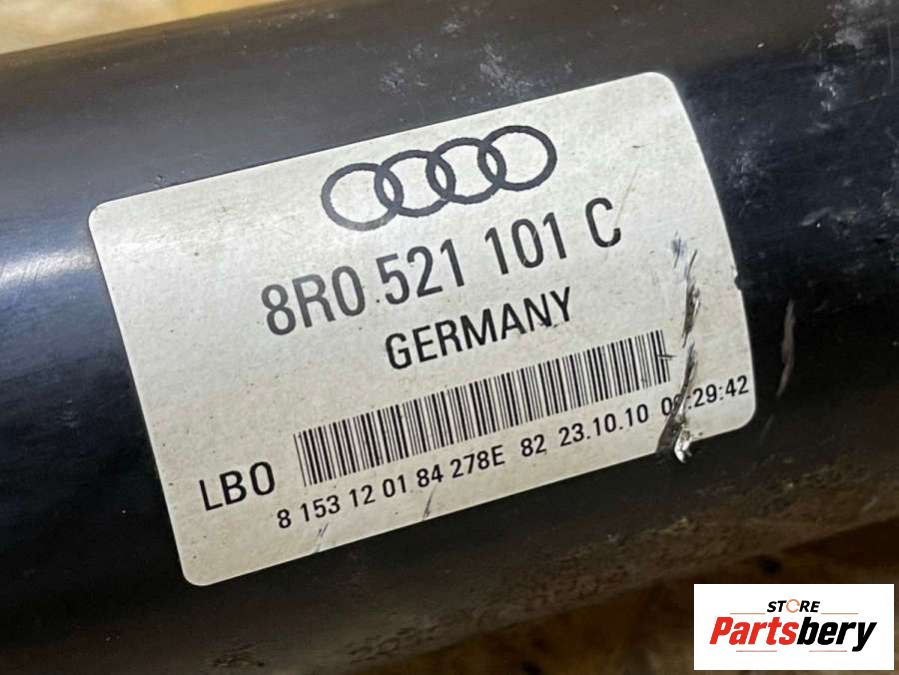 8R0 521 101 C
GERMANY
LBO
8 153 12 01 84 278E 82 23.10.10
STORE
Partsbery